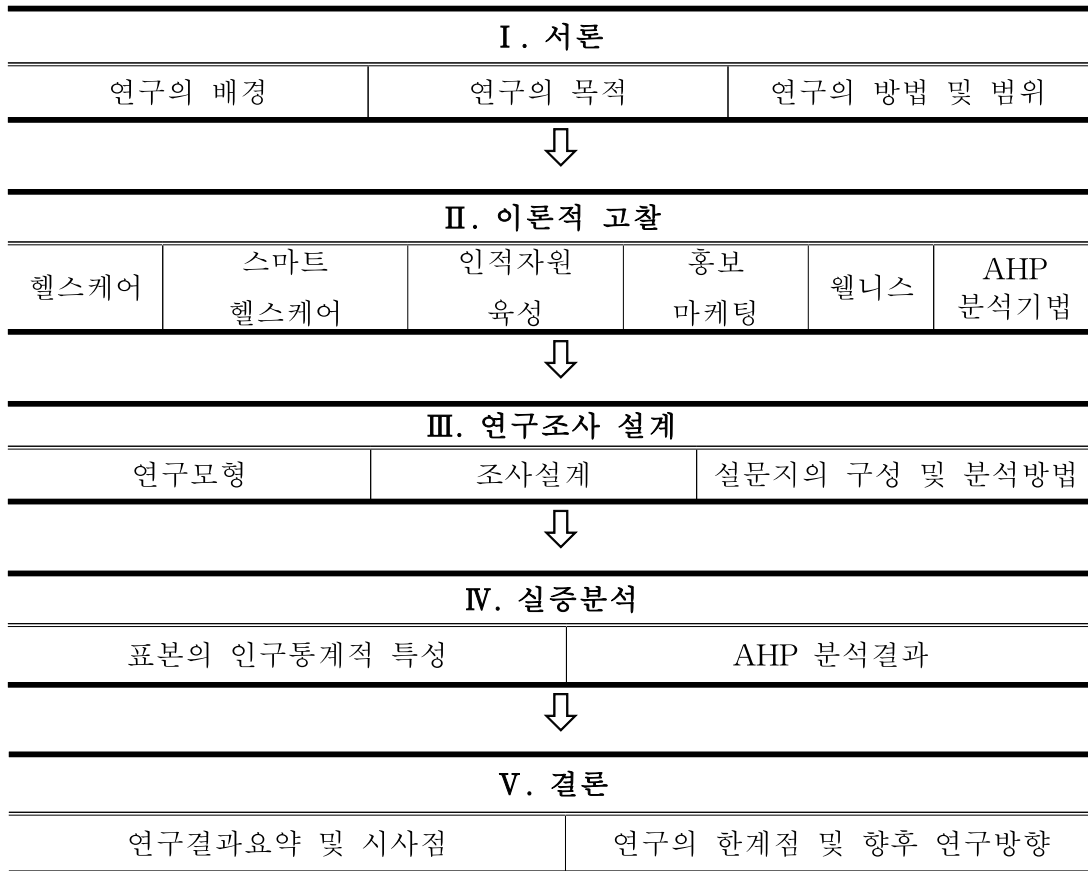 Ⅰ. 서론
연구의 배경 연구의 목적 연구의 방법 및 범위
⇩
Ⅱ. 이론적 고찰
헬스케어 스마트 헬스케어 인적자원 육성 홍보 마케팅 웰니스 AHP 분석기법
⇩
Ⅲ. 연구조사 설계
연구모형 조사설계 설문지의 구성 및 분석방법
⇩
Ⅳ. 실증분석
표본의 인구통계적 특성 AHP 분석결과
⇩
Ⅴ. 결론
연구결과요약 및 시사점 연구의 한계점 및 향후 연구방향